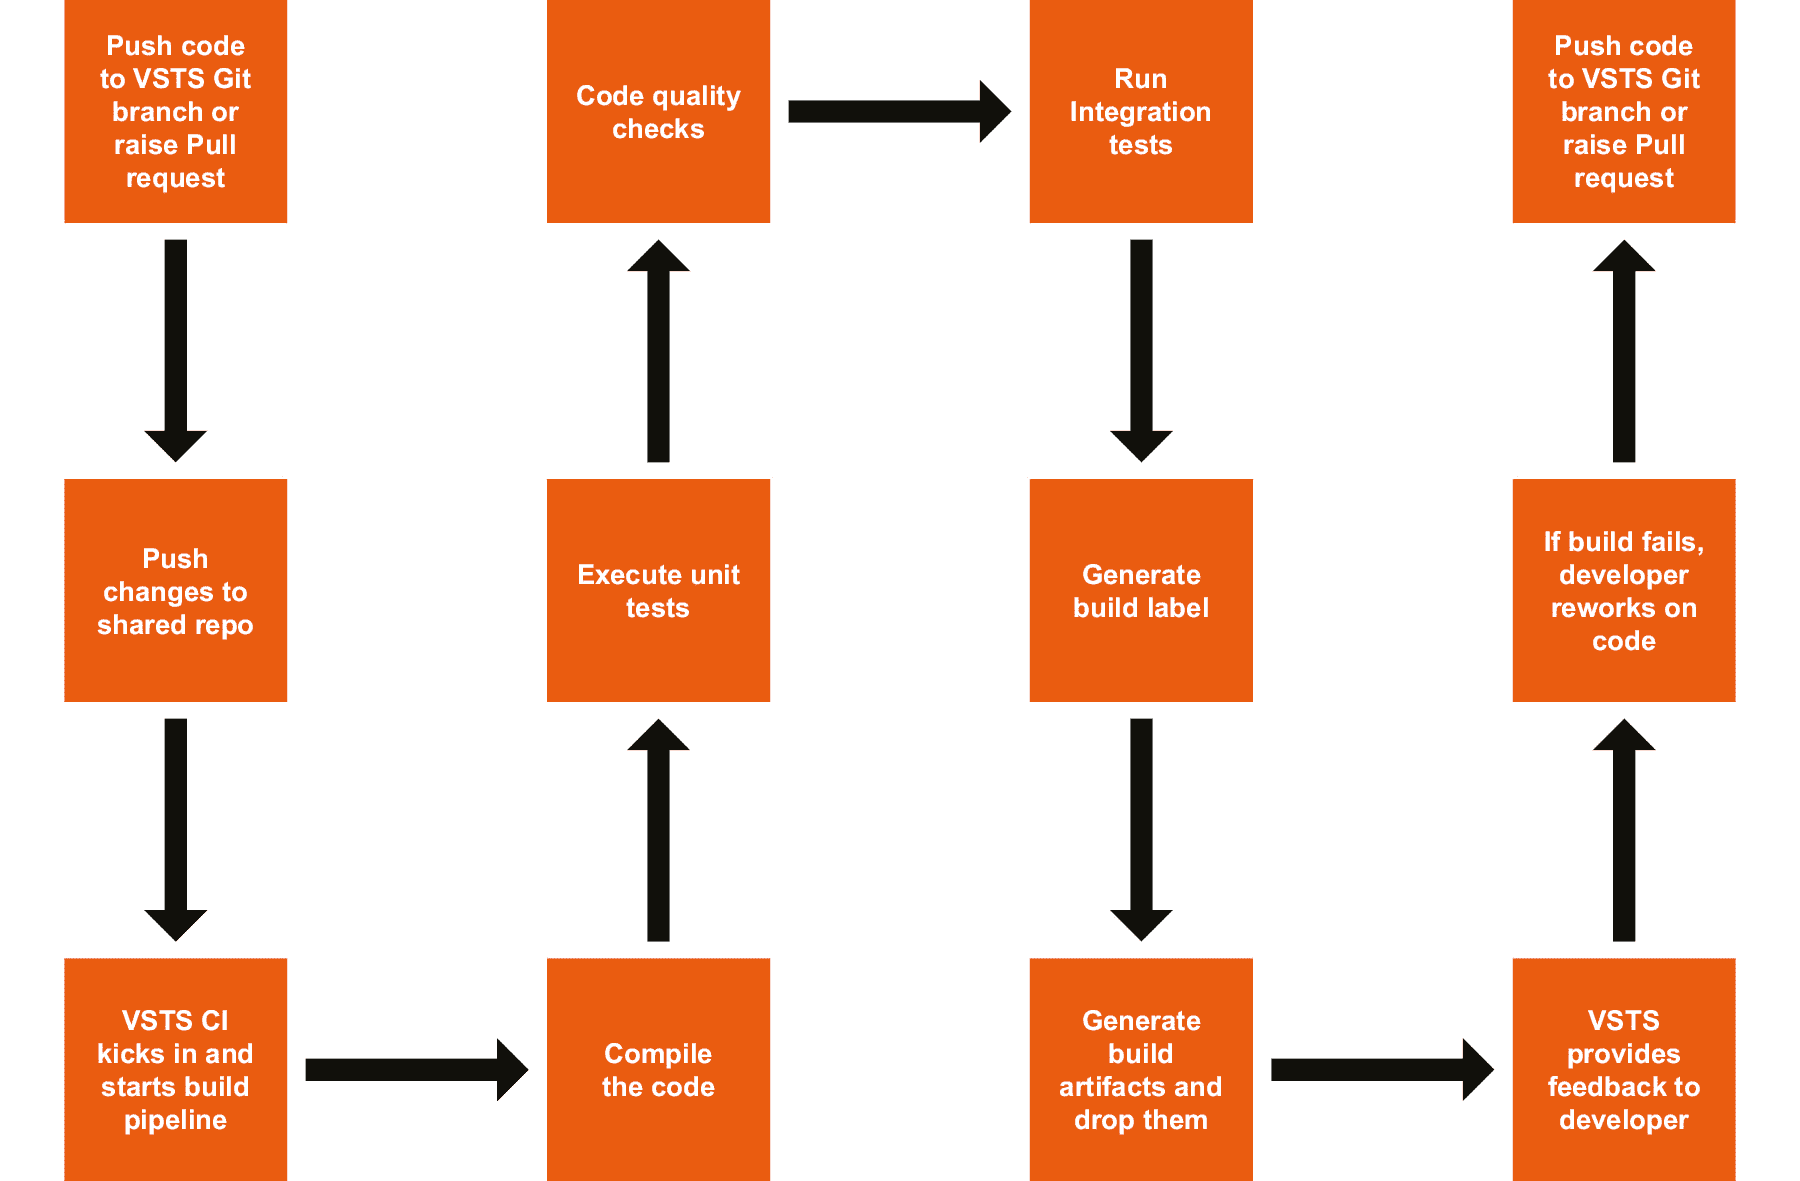 Push code
to VSTS Git
branch or
raise Pull
request
Push
changes to
shared repo
VSTS CI
kicks in and
starts build
pipeline
Compile
the code
Execute unit
tests
Code quality
checks
Run
Integration
tests
Generate
build label
Generate
build
artifacts and
drop them
VSTS
provides
feedback to
developer
If build fails,
developer
reworks on
code
Push code
to VSTS Git
branch or
raise Pull
request